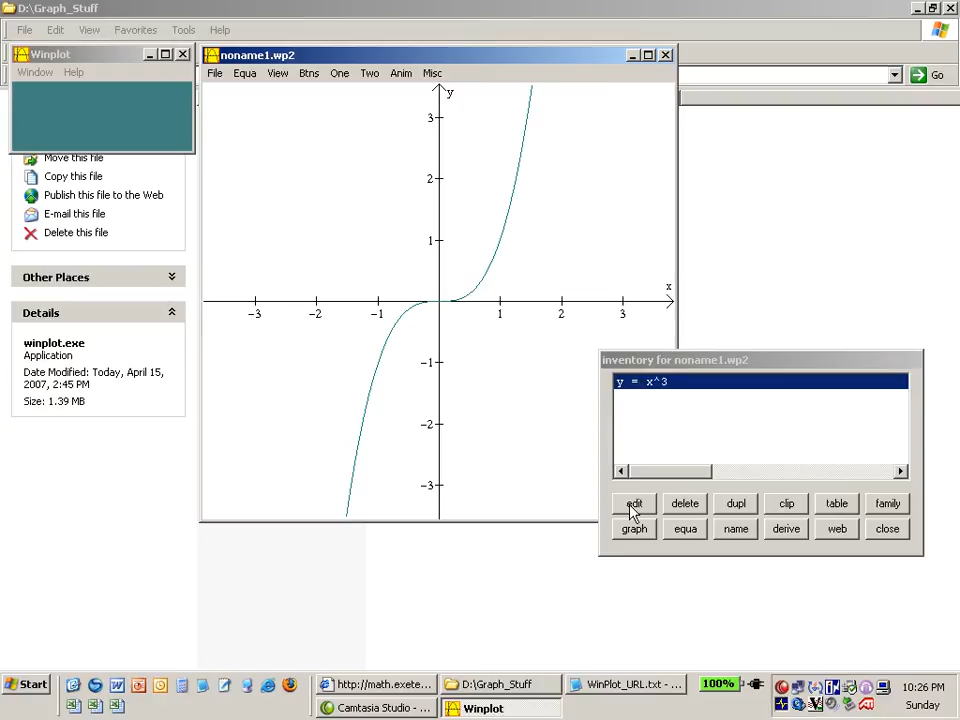 D:\Graph_Stuff
File Edit View Favorites Tools Help
Go
Winplot
Window Help
noname1.wp2
File Equa View Btns One Two Anim Misc
Move this file
Copy this file
Publish this file to the Web
E-mail this file
Delete this file
Other Places
Details
winplot.exe
Application
Date Modified: Today, April 15,
2007, 2:45 PM
Size: 1.39 MB
y
3
2
1
x
-3 -2 -1 1 2 3
-1
-2
-3
inventory for noname1.wp2
y = x^3
edit delete dupl clip table family
graph equa name derive web close
Start
http://math.exete...
D:\Graph_Stuff
WinPlot_URL.txt - ...
100%
10:26 PM
Camtasia Studio - ...
Winplot
Sunday